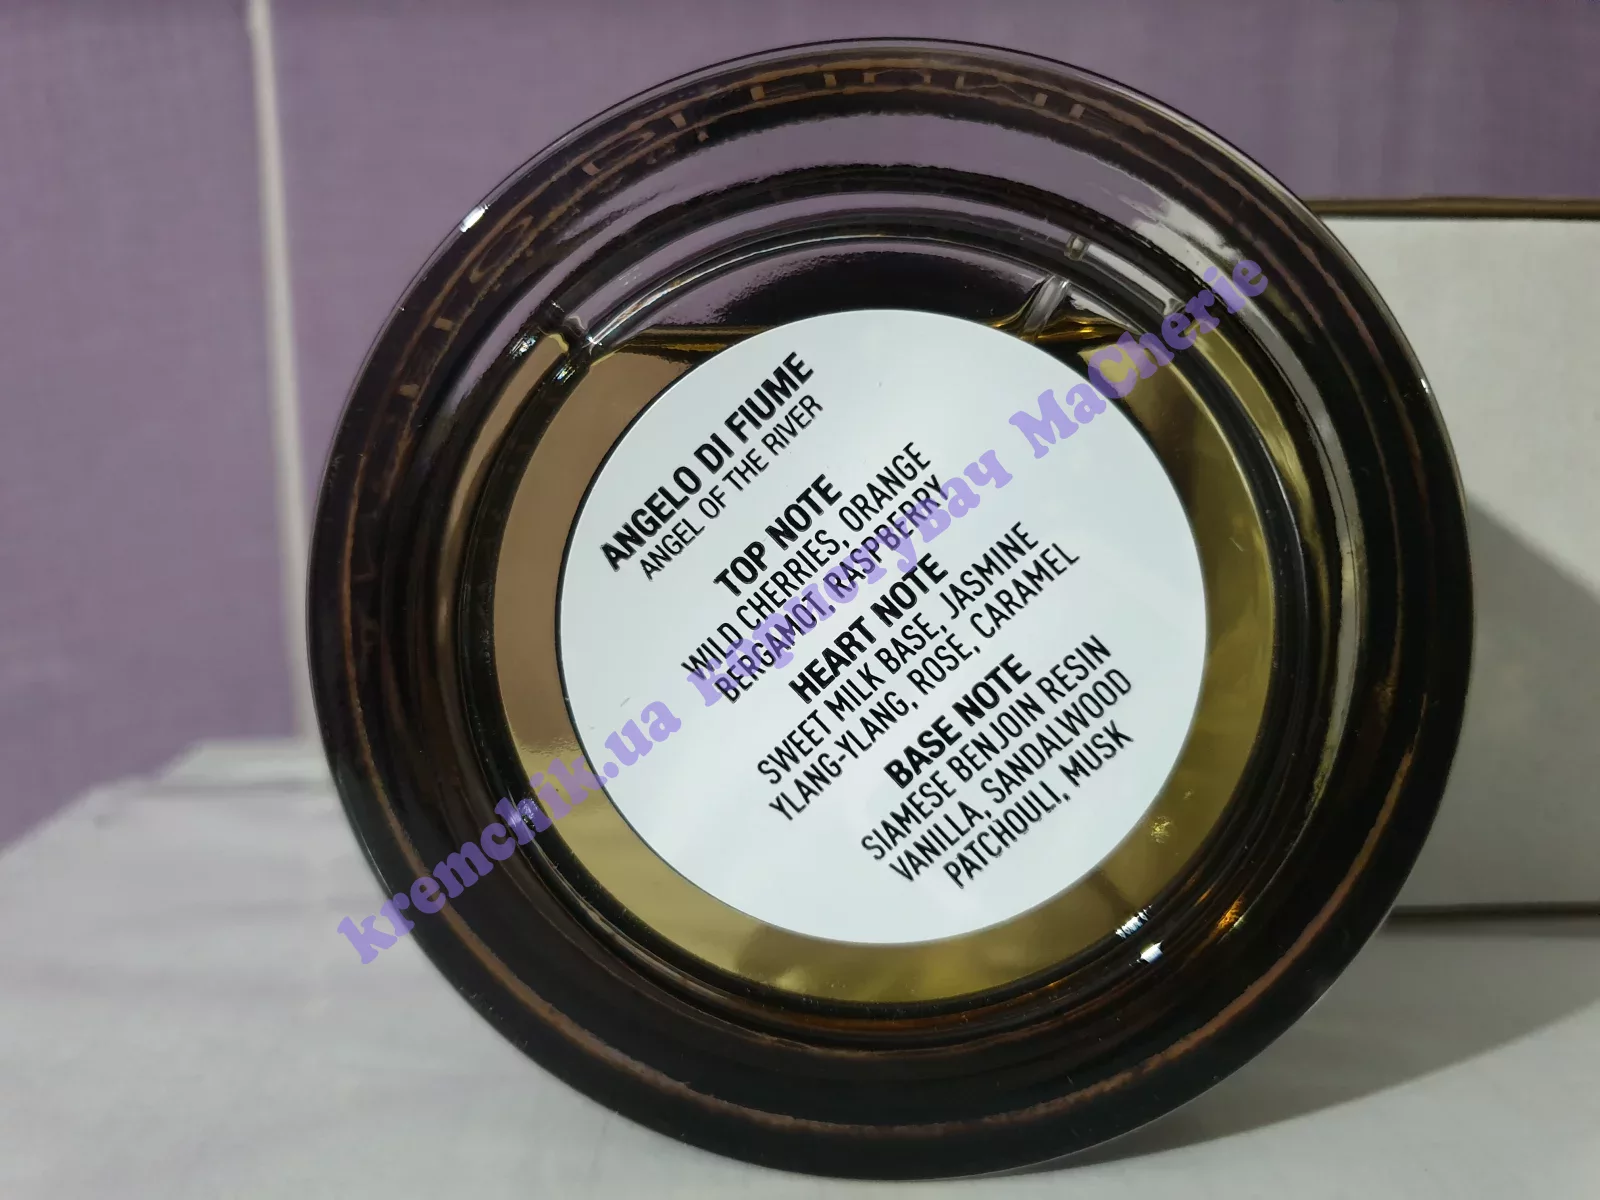 ANGELO DI FIUME
ANGEL OF THE RIVER
TOP NOTE
WILD CHERRIES, ORANGE
BERGAMOT, RASPBERRY
HEART NOTE
SWEET MILK BASE, JASMINE
YLANG-YLANG, ROSE, CARAMEL
BASE NOTE
SIAMESE BENJOIN RESIN
VANILLA, SANDALWOOD
PATCHOULI, MUSK
kremchik.ua КористуВач MaCherie